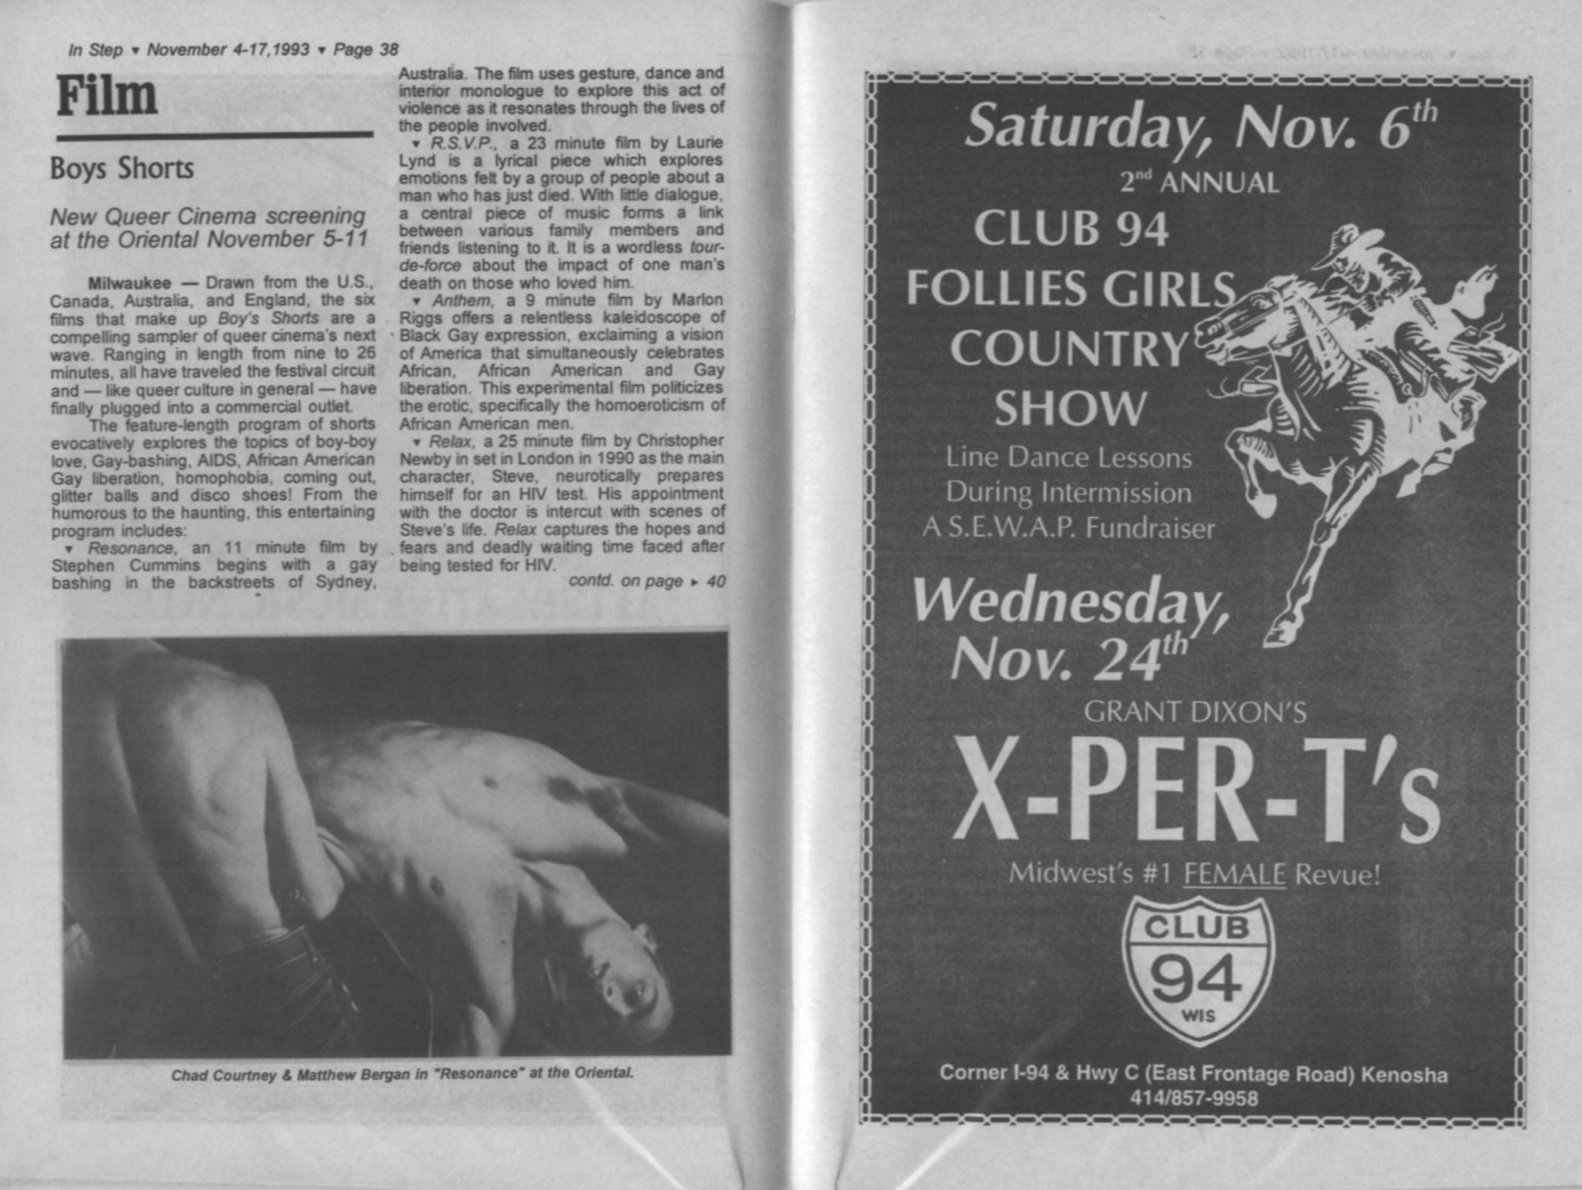 In Step ▼ November 4-17,1993 ▼ Page 38
Film
Boys Shorts
New Queer Cinema screening
at the Oriental November 5-11
Milwaukee — Drawn from the U.S.,
Canada, Australia, and England, the six
films that make up Boy's Shorts are a
compelling sampler of queer cinema's next
wave. Ranging in length from nine to 26
minutes, all have traveled the festival circuit
and — like queer culture in general — have
finally plugged into a commercial outlet.
The feature-length program of shorts
evocatively explores the topics of boy-boy
love, Gay-bashing, AIDS, African American
Gay liberation, homophobia, coming out,
glitter balls and disco shoes! From the
humorous to the haunting, this entertaining
program includes:
▼ Resonance, an 11 minute film by
Stephen Cummins begins with a gay
bashing in the backstreets of Sydney,
Australia. The film uses gesture, dance and
interior monologue to explore this act of
violence as it resonates through the lives of
the people involved.
▼ R.S.V.P., a 23 minute film by Laurie
Lynd is a lyrical piece which explores
emotions felt by a group of people about a
man who has just died. With little dialogue,
a central piece of music forms a link
between various family members and
friends listening to it. It is a wordless tour-
de-force about the impact of one man's
death on those who loved him.
▼ Anthem, a 9 minute film by Marlon
Riggs offers a relentless kaleidoscope of
Black Gay expression, exclaiming a vision
of America that simultaneously celebrates
African, African American and Gay
liberation. This experimental film politicizes
the erotic, specifically the homoeroticism of
African American men.
▼ Relax, a 25 minute film by Christopher
Newby in set in London in 1990 as the main
character, Steve, neurotically prepares
himself for an HIV test. His appointment
with the doctor is intercut with scenes of
Steve's life. Relax captures the hopes and
fears and deadly waiting time faced after
being tested for HIV.
contd. on page ► 40
Chad Courtney & Matthew Bergan in "Resonance" at the Oriental.
Saturday, Nov. 6th
2nd ANNUAL
CLUB 94
FOLLIES GIRLS
COUNTRY
SHOW
Line Dance Lessons
During Intermission
A S.E.W.A.P. Fundraiser
Wednesday,
Nov. 24th
GRANT DIXON'S
X-PER-T's
Midwest's #1 FEMALE Revue!
CLUB
94
WIS
Corner I-94 & Hwy C (East Frontage Road) Kenosha
414/857-9958